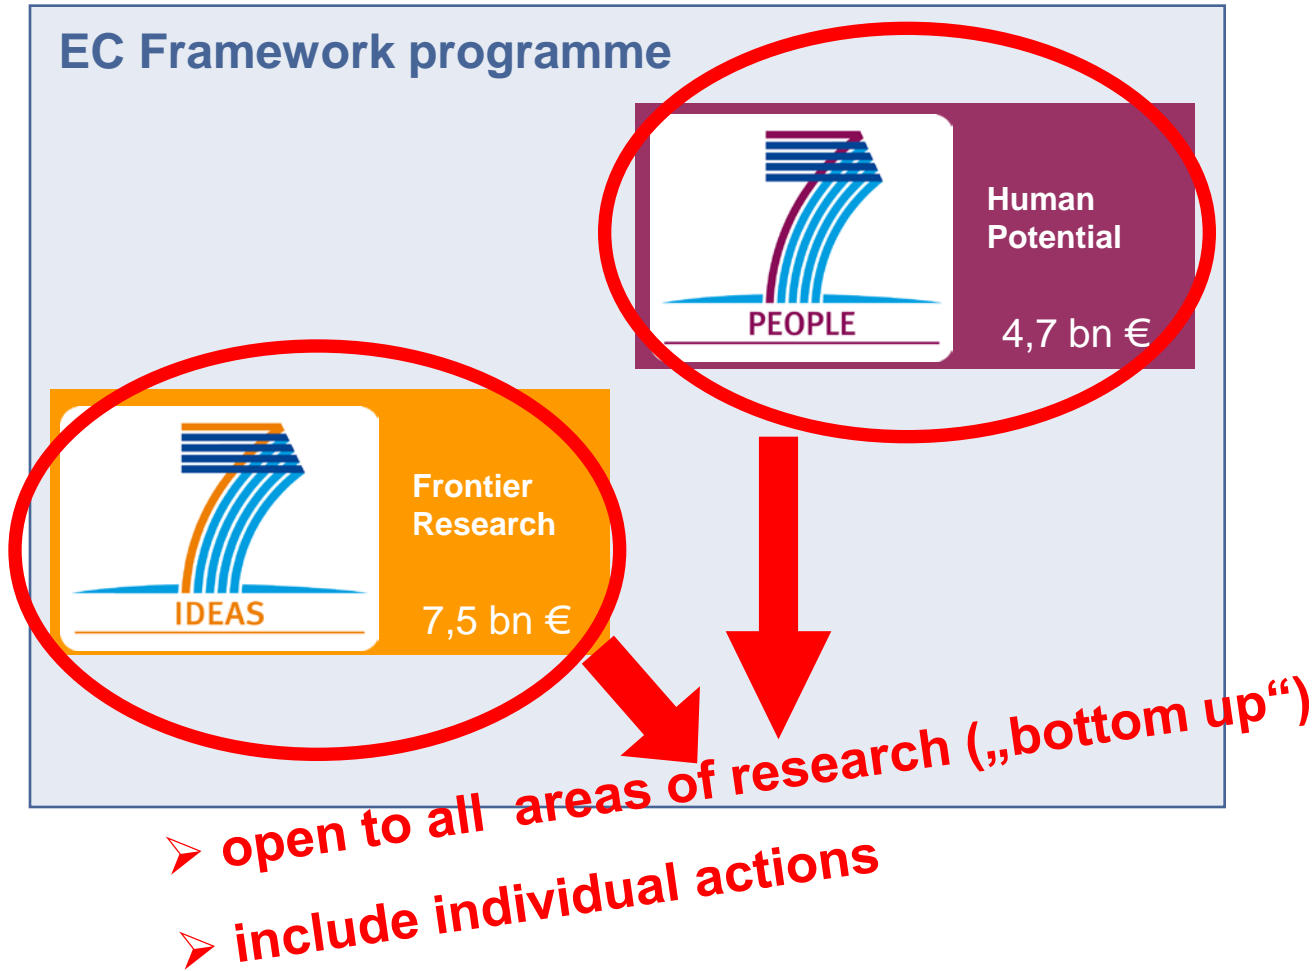 EC Framework programme
Human
Potential
PEOPLE
4,7 bn €
Frontier
Research
IDEAS
7,5 bn €
➢ open to all areas of research („bottom up“)
➢ include individual actions